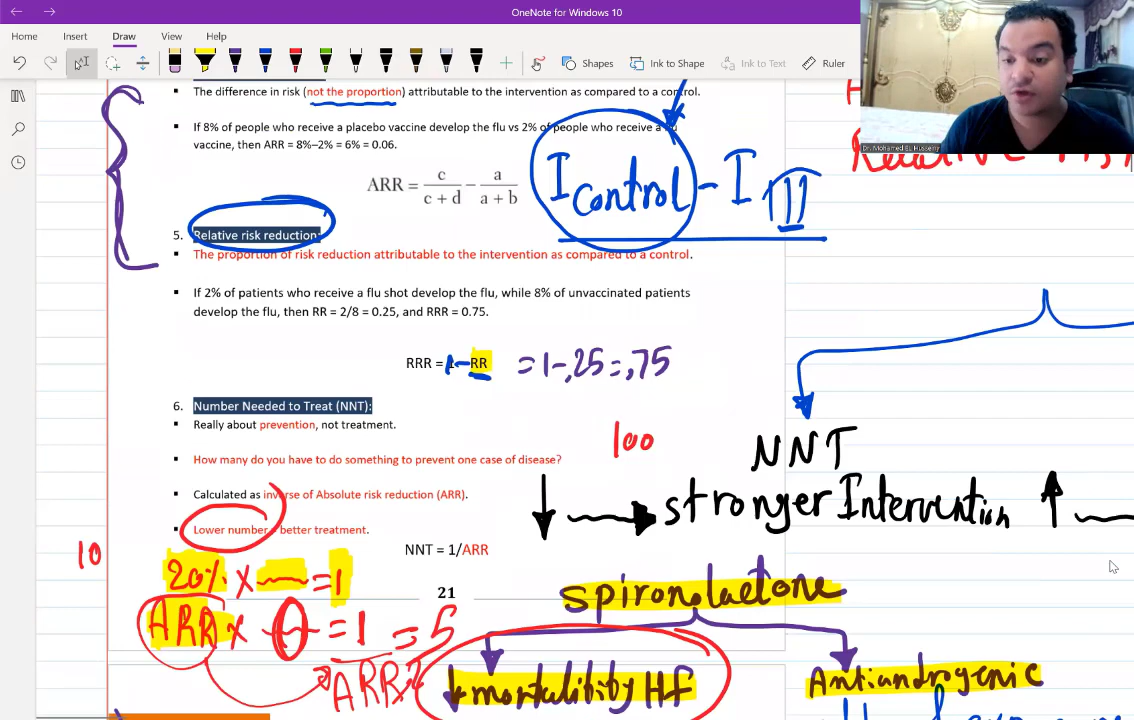 OneNote for Windows 10
Home Insert Draw View Help
Shapes Ink to Shape Ink to Text Ruler
Dr. Mohamed EL Husseiny
The difference in risk (not the proportion) attributable to the intervention as compared to a control.
If 8% of people who receive a placebo vaccine develop the flu vs 2% of people who receive a flu
vaccine, then ARR = 8%–2% = 6% = 0.06.
ARR = c/c + d − a/a + b
I control - I
5. Relative risk reduction:
The proportion of risk reduction attributable to the intervention as compared to a control.
If 2% of patients who receive a flu shot develop the flu, while 8% of unvaccinated patients
develop the flu, then RR = 2/8 = 0.25, and RRR = 0.75.
RRR = 1 – RR = 1-.25=.75
6. Number Needed to Treat (NNT):
Really about prevention, not treatment.
100
NNT
How many do you have to do something to prevent one case of disease?
Calculated as inverse of Absolute risk reduction (ARR).
stronger Intervention
Lower number = better treatment.
NNT = 1/ARR
10
20% x = 1
21
spironolactone
ARR x = 1 = 5
ARR
mortalibity HF
Antiandrogenic